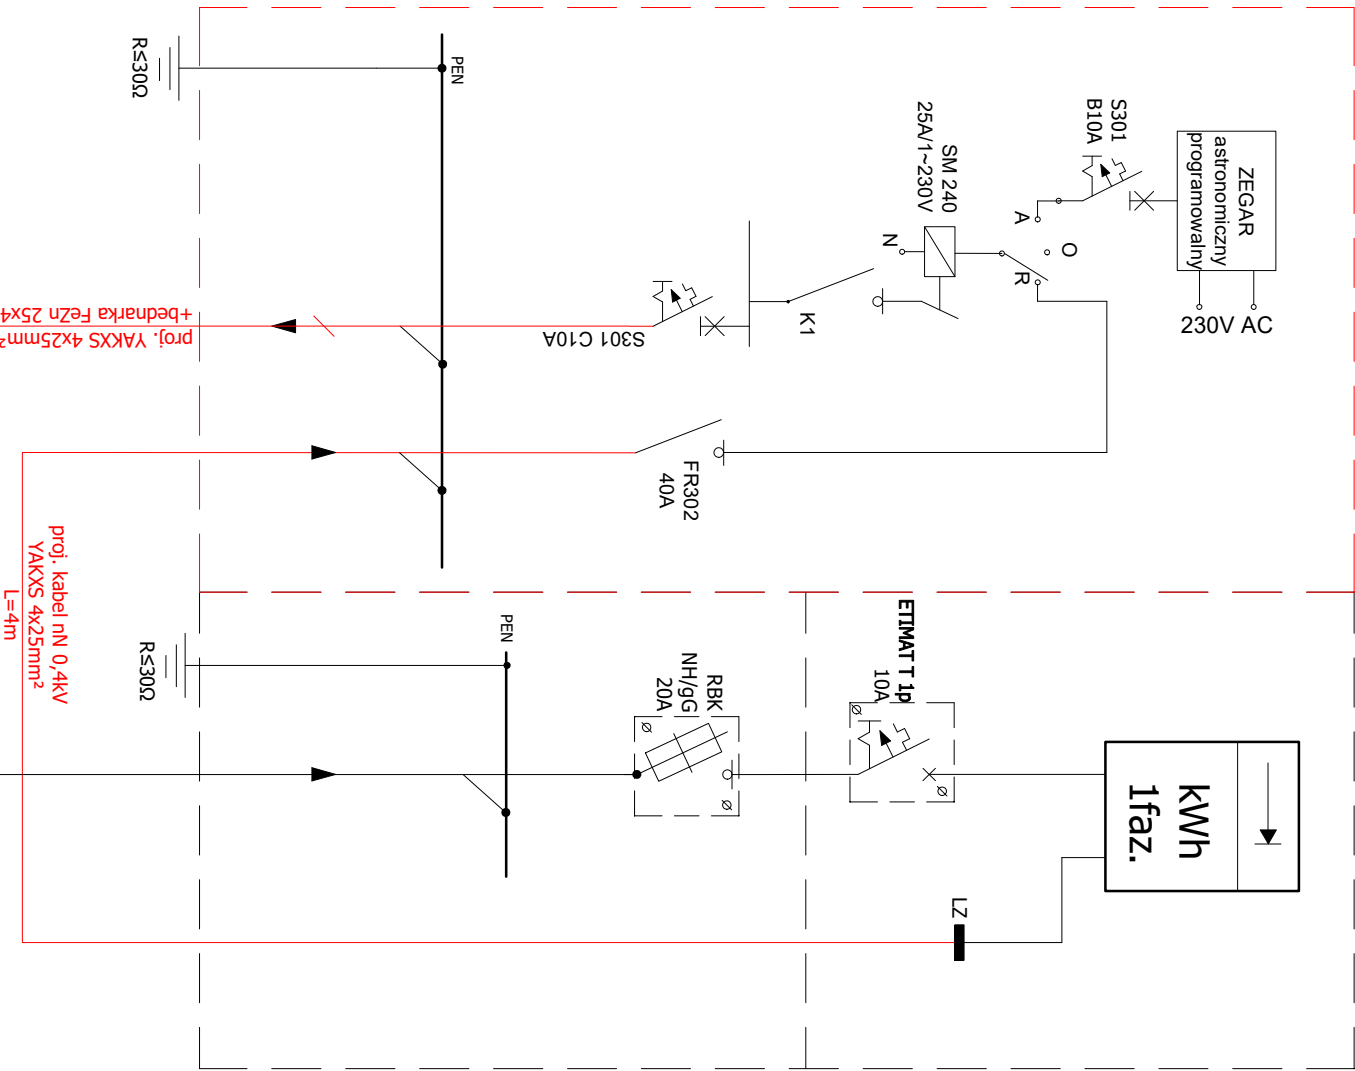 R≤30Ω
PEN
SM 240
25A/1~230V
S301
B10A
ZEGAR
astronomiczny
programowalny
A
O
R
N
230V AC
K1
S301 C10A
proj. YAKXS 4x25mm²
+bednarka FeZn 25x4
FR302
40A
proj. kabel nN 0,4kV
YAKXS 4x25mm²
L=4m
R≤30Ω
PEN
RBK
NH/gG
20A
ETIMAT T 1p
10A
kWh
1faz.
LZ